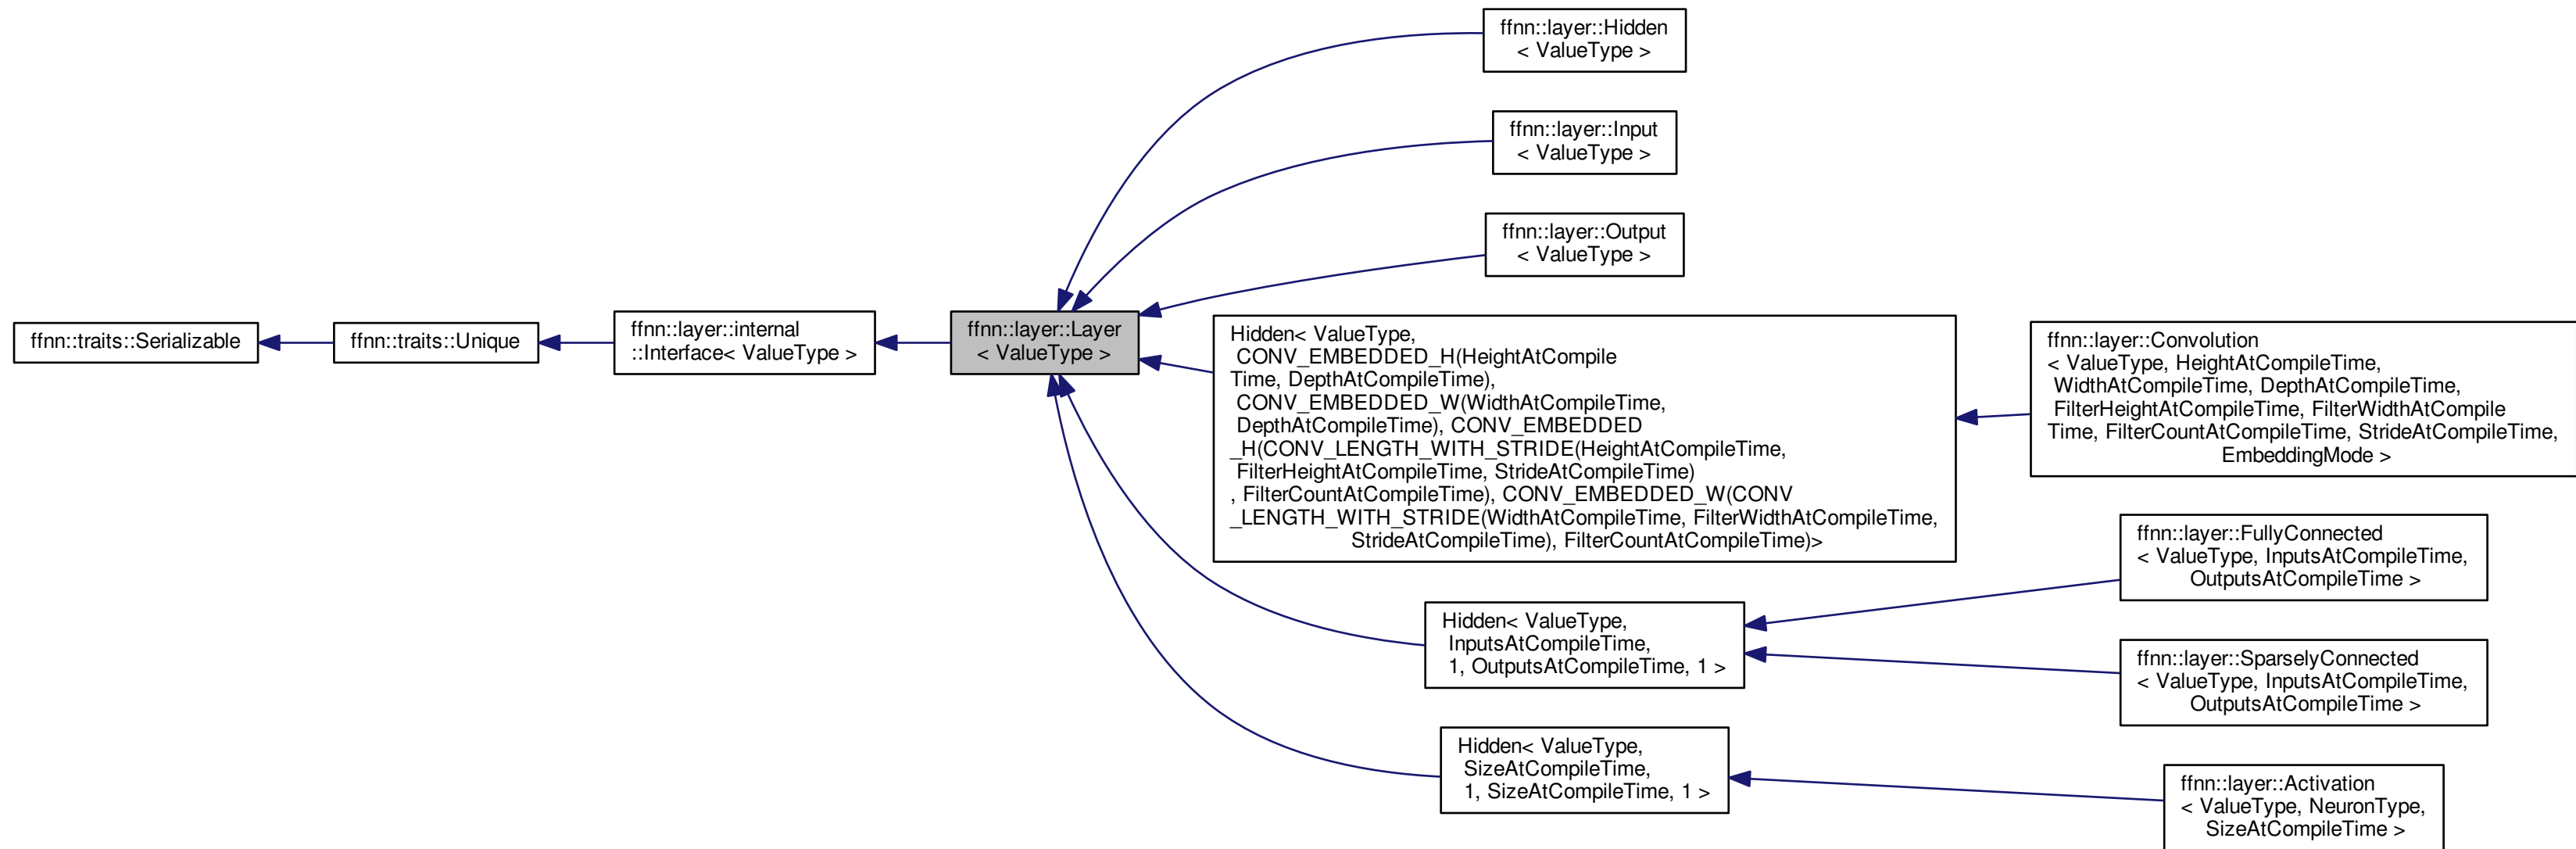 ffnn::traits::Serializable
ffnn::traits::Unique
ffnn::layer::internal
::Interface< ValueType >
ffnn::layer::Layer
< ValueType >
ffnn::layer::Hidden
< ValueType >
ffnn::layer::Input
< ValueType >
ffnn::layer::Output
< ValueType >
Hidden< ValueType,
CONV_EMBEDDED_H(HeightAtCompile
Time, DepthAtCompileTime),
CONV_EMBEDDED_W(WidthAtCompileTime,
DepthAtCompileTime), CONV_EMBEDDED
_H(CONV_LENGTH_WITH_STRIDE(HeightAtCompileTime,
FilterHeightAtCompileTime, StrideAtCompileTime)
, FilterCountAtCompileTime), CONV_EMBEDDED_W(CONV
_LENGTH_WITH_STRIDE(WidthAtCompileTime, FilterWidthAtCompileTime,
StrideAtCompileTime), FilterCountAtCompileTime)>
ffnn::layer::Convolution
< ValueType, HeightAtCompileTime,
WidthAtCompileTime, DepthAtCompileTime,
FilterHeightAtCompileTime, FilterWidthAtCompile
Time, FilterCountAtCompileTime, StrideAtCompileTime,
EmbeddingMode >
Hidden< ValueType,
InputsAtCompileTime,
1, OutputsAtCompileTime, 1 >
ffnn::layer::FullyConnected
< ValueType, InputsAtCompileTime,
OutputsAtCompileTime >
ffnn::layer::SparselyConnected
< ValueType, InputsAtCompileTime,
OutputsAtCompileTime >
Hidden< ValueType,
SizeAtCompileTime,
1, SizeAtCompileTime, 1 >
ffnn::layer::Activation
< ValueType, NeuronType,
SizeAtCompileTime >